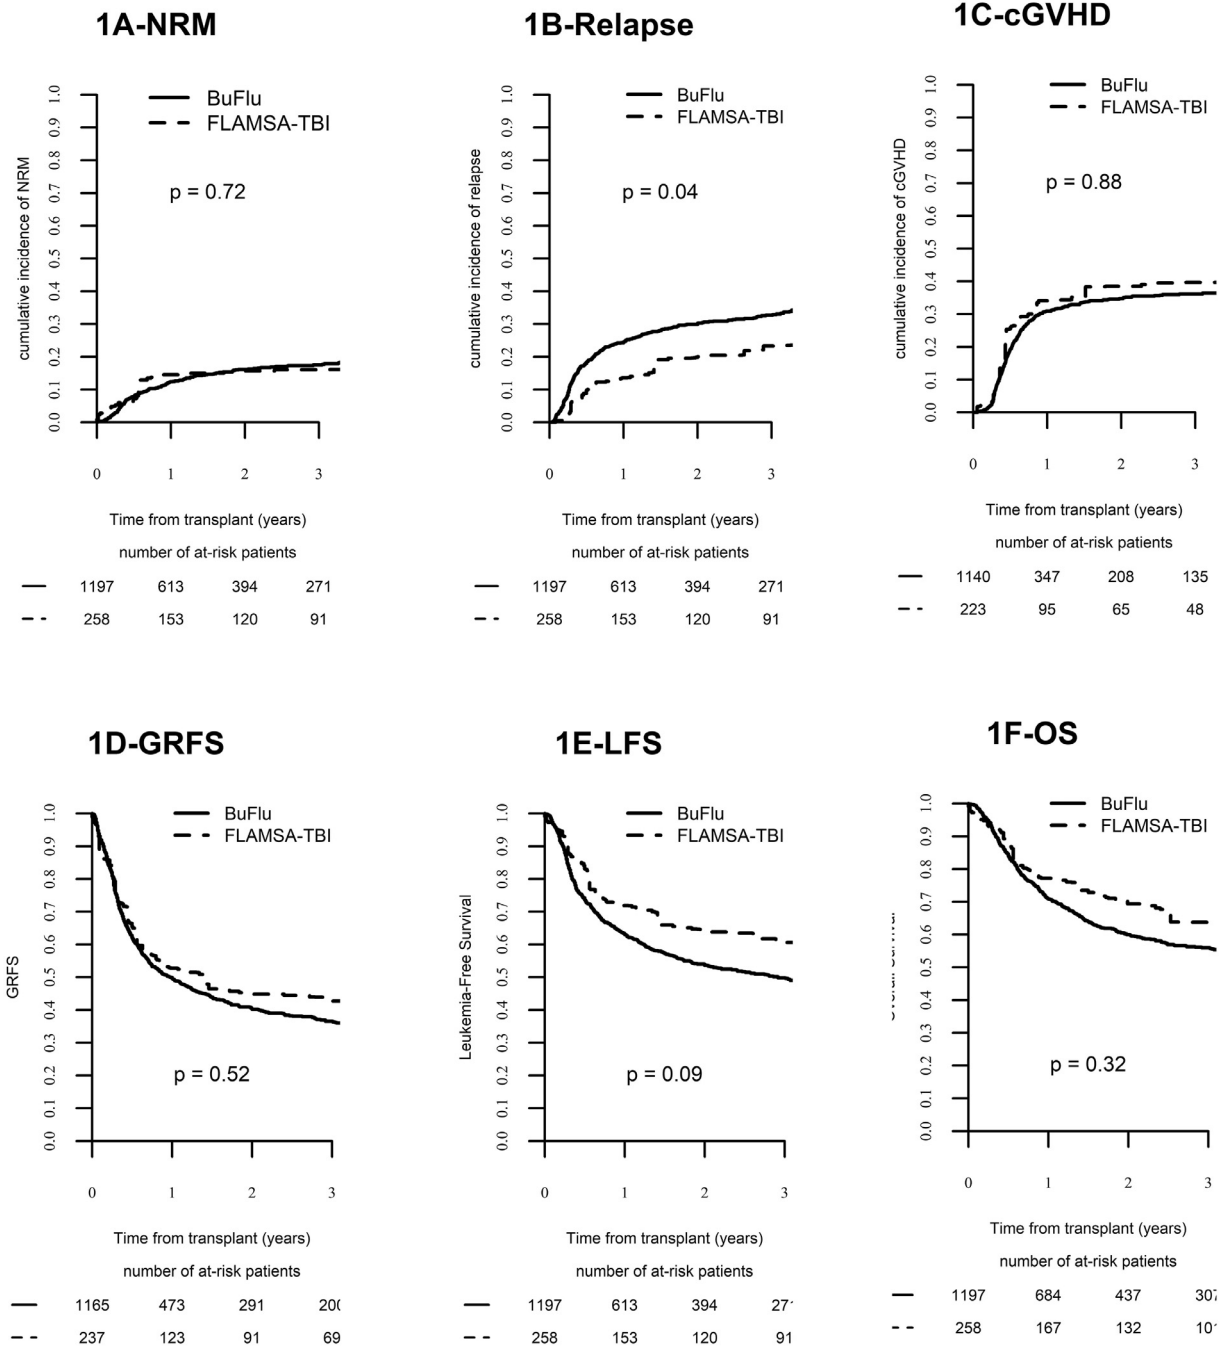 1A-NRM
cumulative incidence of NRM
1.0
0.9
0.8
0.7
0.6
0.5
0.4
0.3
0.2
0.1
0.0
BuFlu
FLAMSA-TBI
p = 0.72
0 1 2 3
Time from transplant (years)
number of at-risk patients
1197 613 394 271
258 153 120 91
1B-Relapse
cumulative incidence of relapse
1.0
0.9
0.8
0.7
0.6
0.5
0.4
0.3
0.2
0.1
0.0
BuFlu
FLAMSA-TBI
p = 0.04
0 1 2 3
Time from transplant (years)
number of at-risk patients
1197 613 394 271
258 153 120 91
1C-cGVHD
cumulative incidence of cGVHD
1.0
0.9
0.8
0.7
0.6
0.5
0.4
0.3
0.2
0.1
0.0
BuFlu
FLAMSA-TBI
p = 0.88
0 1 2 3
Time from transplant (years)
number of at-risk patients
1140 347 208 135
223 95 65 48
1D-GRFS
GRFS
1.0
0.9
0.8
0.7
0.6
0.5
0.4
0.3
0.2
0.1
0.0
BuFlu
FLAMSA-TBI
p = 0.52
0 1 2 3
Time from transplant (years)
number of at-risk patients
1165 473 291 200
237 123 91 69
1E-LFS
Leukemia-Free Survival
1.0
0.9
0.8
0.7
0.6
0.5
0.4
0.3
0.2
0.1
0.0
BuFlu
FLAMSA-TBI
p = 0.09
0 1 2 3
Time from transplant (years)
number of at-risk patients
1197 613 394
258 153 120 91
1F-OS
1.0
0.9
0.8
0.7
0.6
0.5
0.4
0.3
0.2
0.1
0.0
BuFlu
FLAMSA-TBI
p = 0.32
0 1 2 3
Time from transplant (years)
number of at-risk patients
1197 684 437 307
258 167 132